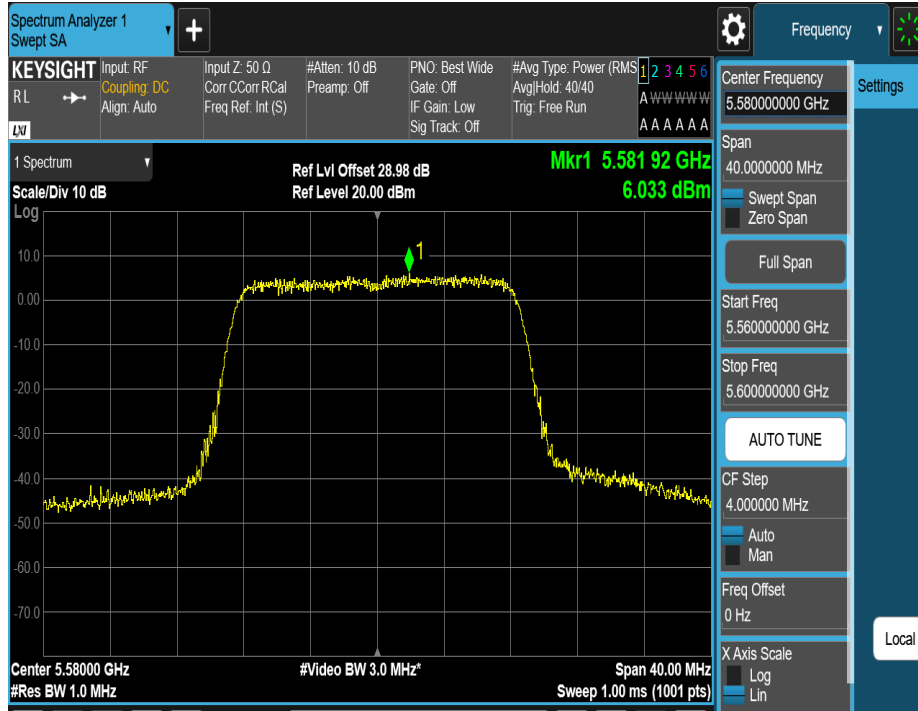 Spectrum Analyzer 1
Swept SA
+
Frequency
KEYSIGHT
R L
LXI
Input: RF
Coupling: DC
Align: Auto
Input Z: 50 Ω
Corr CCorr RCal
Freq Ref: Int (S)
#Atten: 10 dB
Preamp: Off
PNO: Best Wide
Gate: Off
IF Gain: Low
Sig Track: Off
#Avg Type: Power (RMS
Avg|Hold: 40/40
Trig: Free Run
1 2 3 4 5 6
A W W W W W
A A A A A A
1 Spectrum
Scale/Div 10 dB
Log
Ref Lvl Offset 28.98 dB
Ref Level 20.00 dBm
Mkr1 5.581 92 GHz
6.033 dBm
1
10.0
0.00
-10.0
-20.0
-30.0
-40.0
-50.0
-60.0
-70.0
Center 5.58000 GHz
#Res BW 1.0 MHz
#Video BW 3.0 MHz*
Span 40.00 MHz
Sweep 1.00 ms (1001 pts)
Center Frequency
5.580000000 GHz
Span
40.0000000 MHz
Swept Span
Zero Span
Full Span
Start Freq
5.560000000 GHz
Stop Freq
5.600000000 GHz
AUTO TUNE
CF Step
4.000000 MHz
Auto
Man
Freq Offset
0 Hz
X Axis Scale
Log
Lin
Settings
Local